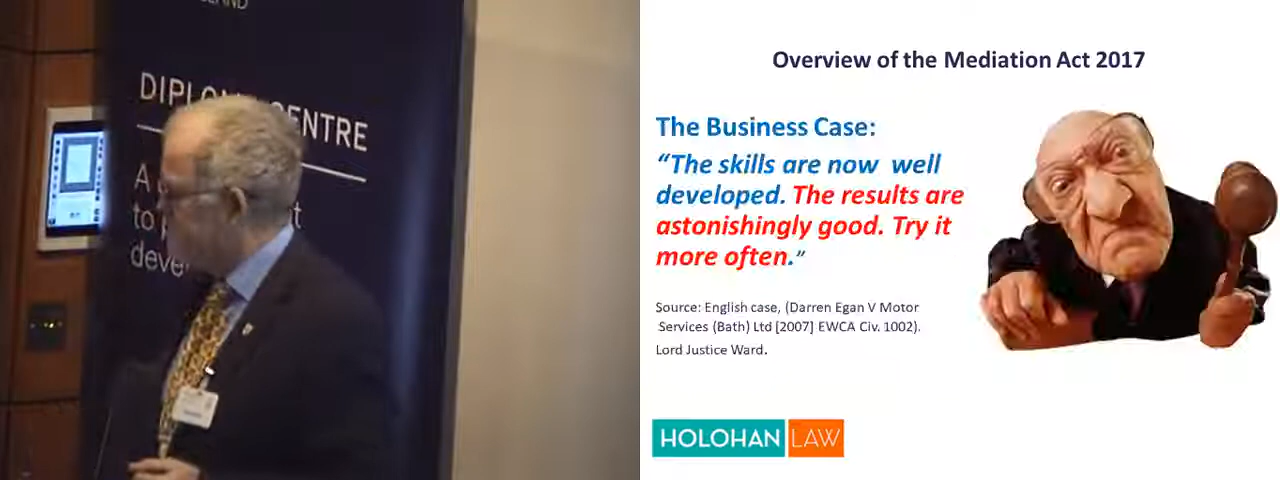 DIPLO CENTRE
A
to p t
deve
Overview of the Mediation Act 2017
The Business Case:
“The skills are now well
developed. The results are
astonishingly good. Try it
more often.”
Source: English case, (Darren Egan V Motor
Services (Bath) Ltd [2007] EWCA Civ. 1002).
Lord Justice Ward.
HOLOHAN LAW